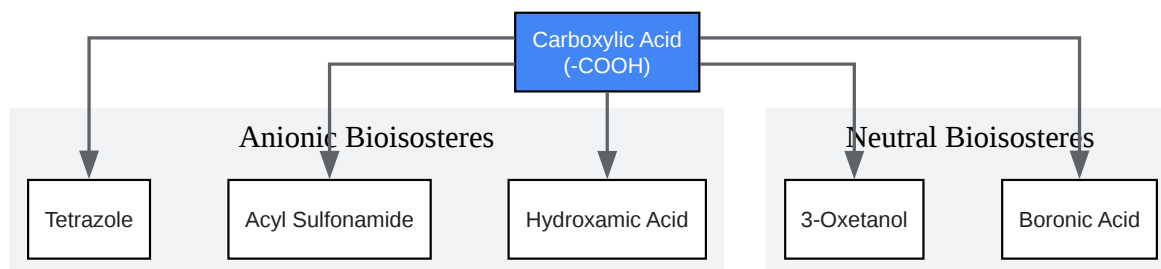 Carboxylic Acid
(-COOH)
Anionic Bioisosteres
Neutral Bioisosteres
Tetrazole
Acyl Sulfonamide
Hydroxamic Acid
3-Oxetanol
Boronic Acid